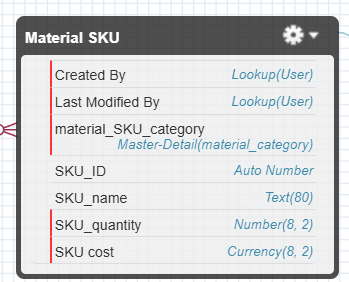 Material SKU
Created By Lookup(User)
Last Modified By Lookup(User)
material_SKU_category
Master-Detail(material_category)
SKU_ID Auto Number
SKU_name Text(80)
SKU_quantity Number(8, 2)
SKU cost Currency(8, 2)